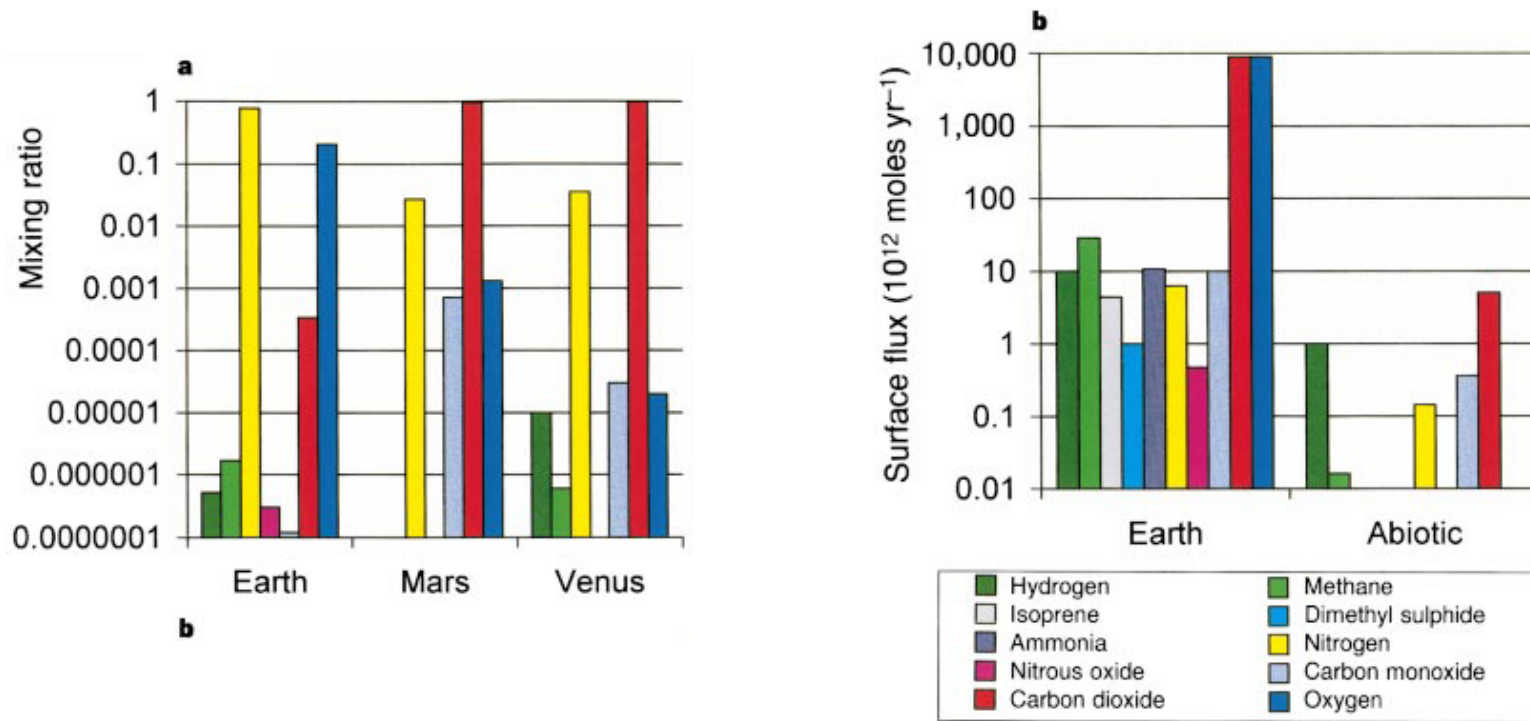 a
Mixing ratio
1
0.1
0.01
0.001
0.0001
0.00001
0.000001
0.0000001
Earth Mars Venus
b
b
Surface flux (10¹² moles yr⁻¹)
10,000
1,000
100
10
1
0.1
0.01
Earth Abiotic
Hydrogen Methane
Isoprene Dimethyl sulphide
Ammonia Nitrogen
Nitrous oxide Carbon monoxide
Carbon dioxide Oxygen